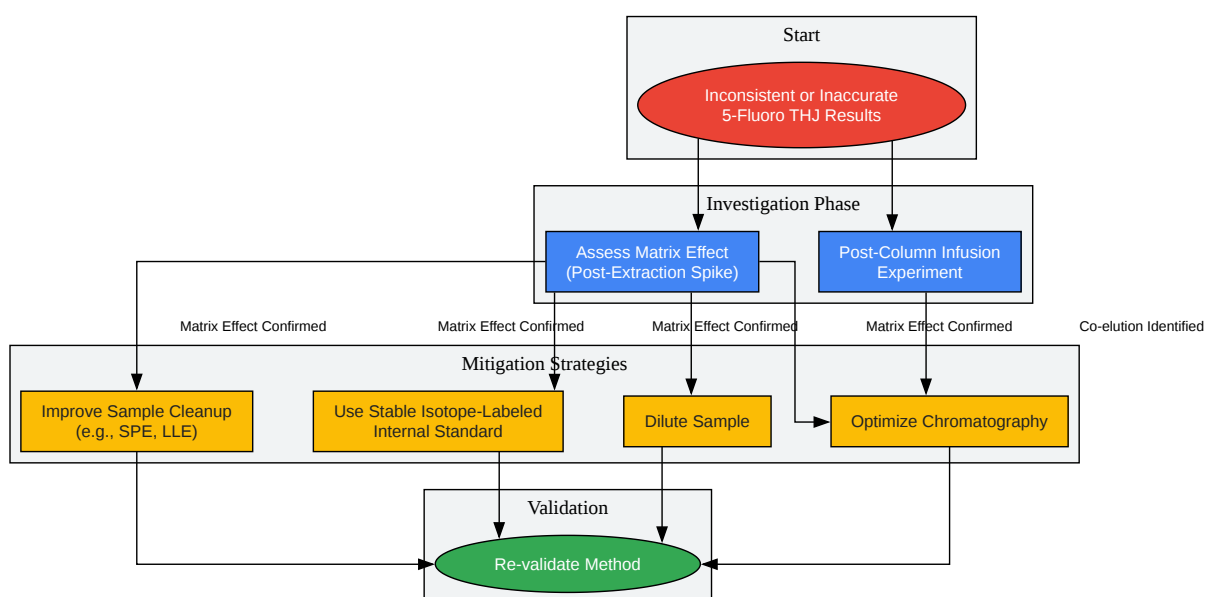 Start
Inconsistent or Inaccurate
5-Fluoro THJ Results
Investigation Phase
Assess Matrix Effect
(Post-Extraction Spike)
Post-Column Infusion
Experiment
Matrix Effect Confirmed
Matrix Effect Confirmed
Matrix Effect Confirmed
Matrix Effect Confirmed
Co-elution Identified
Mitigation Strategies
Improve Sample Cleanup
(e.g., SPE, LLE)
Use Stable Isotope-Labeled
Internal Standard
Dilute Sample
Optimize Chromatography
Validation
Re-validate Method